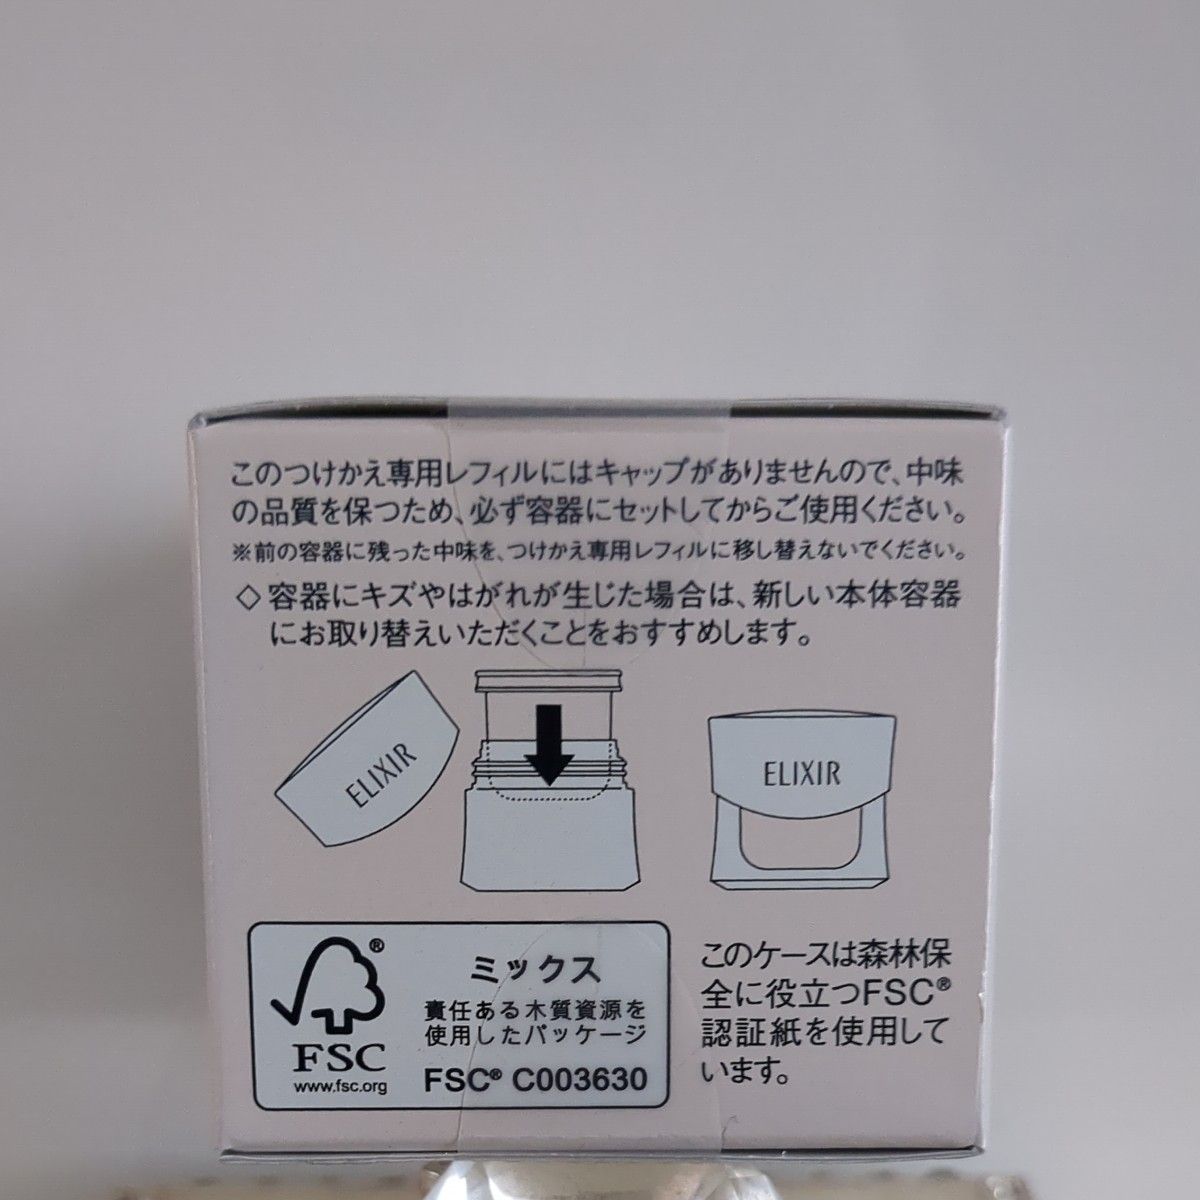 このつけかえ専用レフィルにはキャップがありませんので、中味
の品質を保つため、必ず容器にセットしてからご使用ください。
※前の容器に残った中味を、つけかえ専用レフィルに移し替えないでください。
◇容器にキズやはがれが生じた場合は、新しい本体容器
にお取り替えいただくことをおすすめします。
ELIXIR
ELIXIR
®
FSC
www.fsc.org
ミックス
責任ある木質資源を
使用したパッケージ
FSC® C003630
このケースは森林保
全に役立つFSC®
認証紙を使用して
います。